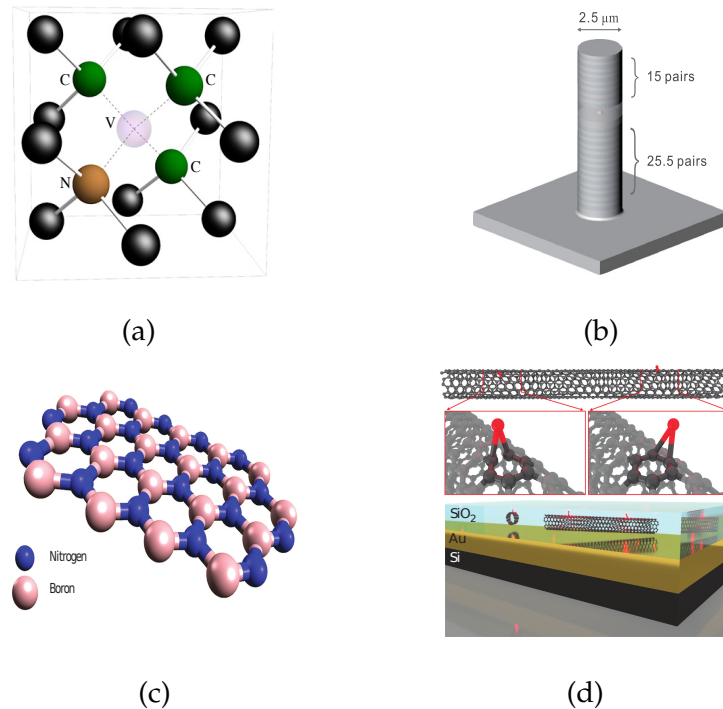 C
C
V
C
N
(a)
2.5 μm
15 pairs
25.5 pairs
(b)
Nitrogen
Boron
(c)
SiO2
Au
Si
(d)